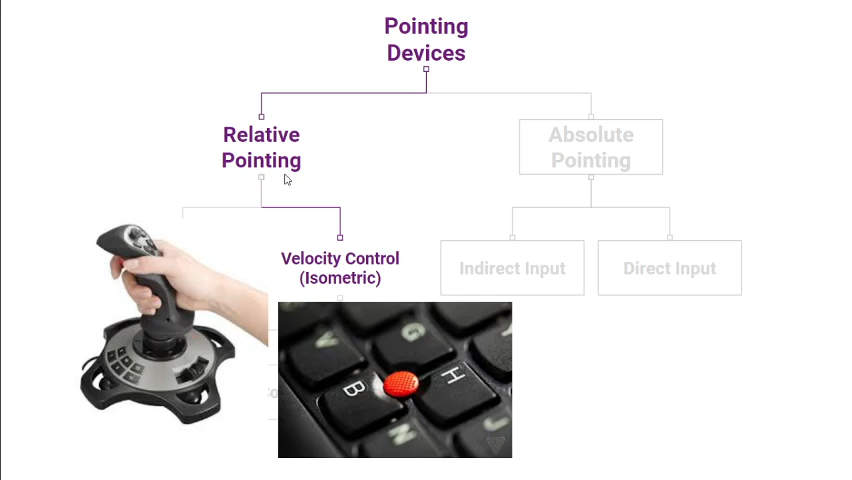 Pointing
Devices
Relative
Pointing
Absolute
Pointing
Velocity Control
(Isometric)
Indirect Input
Direct Input
V
G
B
H
N
J